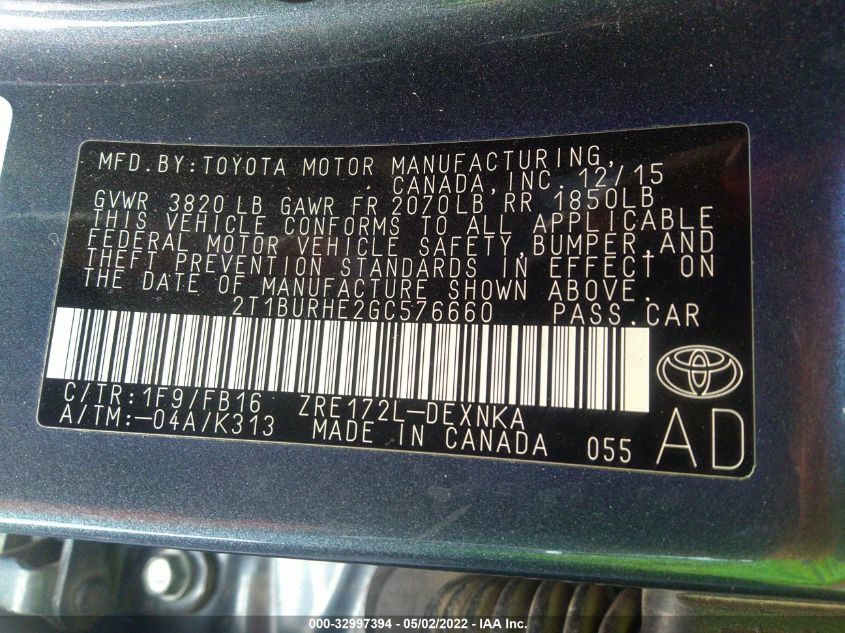 MFD.BY:TOYOTA MOTOR MANUFACTURING,
CANADA,INC. 12/15
GVWR 3820 LB GAWR FR 2070LB RR 1850LB
THIS VEHICLE CONFORMS TO ALL APPLICABLE
FEDERAL MOTOR VEHICLE SAFETY,BUMPER,AND
THEFT PREVENTION STANDARDS IN EFFECT ON
THE DATE OF MANUFACTURE SHOWN ABOVE.
2T1BURHE2GC576660 PASS.CAR
C/TR:1F9/FB16 ZRE172L-DEXNKA
A/TM:-04A/K313 MADE IN CANADA 055
AD
000-32997394 - 05/02/2022 - IAA Inc.